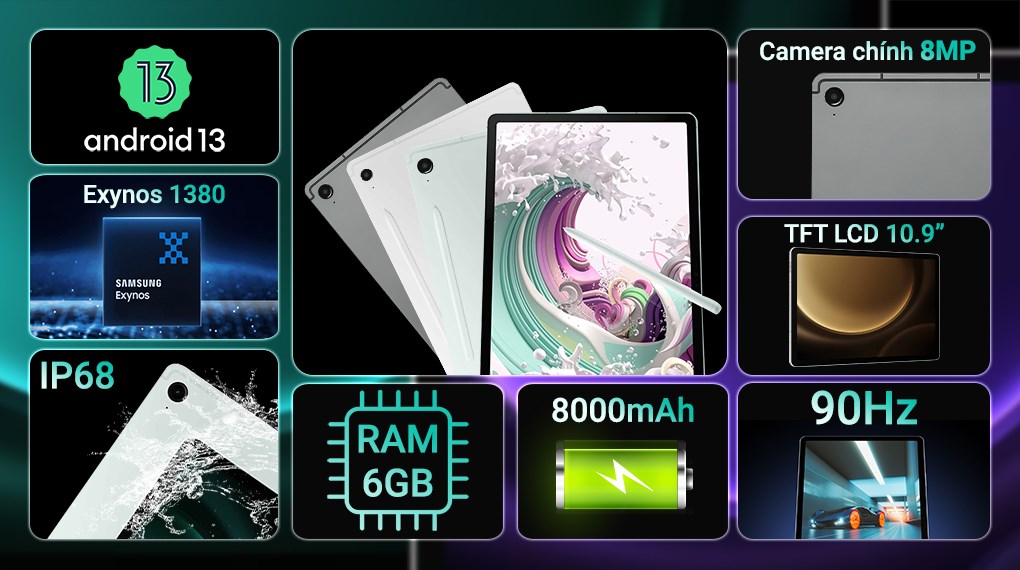 13
android 13
Camera chính 8MP
Exynos 1380
SAMSUNG
Exynos
TFT LCD 10.9”
IP68
RAM
6GB
8000mAh
90Hz